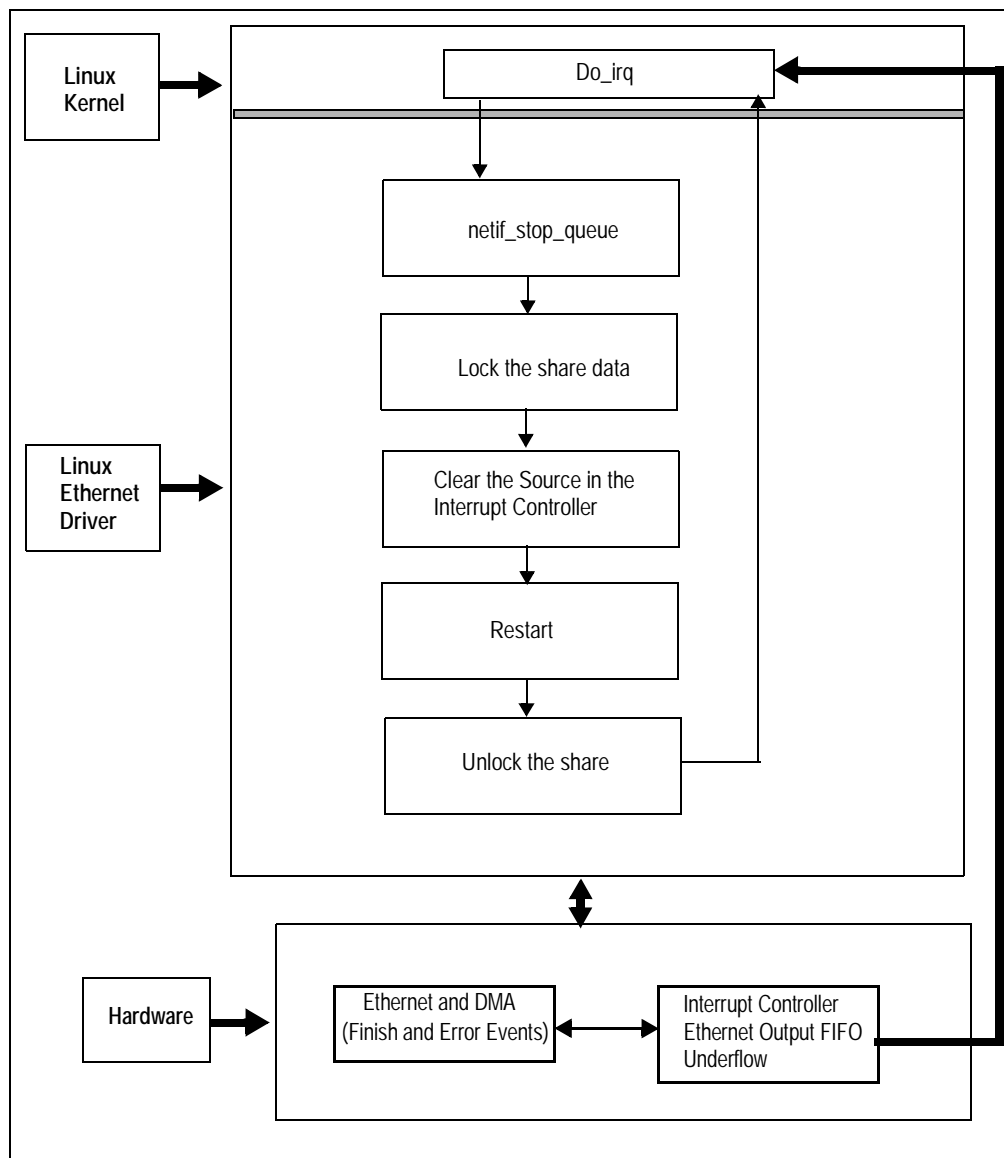 Linux
Kernel
Do_irq
netif_stop_queue
Lock the share data
Linux
Ethernet
Driver
Clear the Source in the
Interrupt Controller
Restart
Unlock the share
Hardware
Ethernet and DMA
(Finish and Error Events)
Interrupt Controller
Ethernet Output FIFO
Underflow